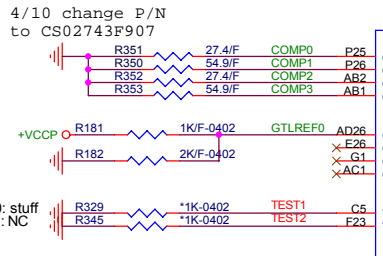 4/10 change P/N
to CS02743F907
R351 27.4/F COMP0 P25
R350 54.9/F COMP1 P26
R352 27.4/F COMP2 AB2
R353 54.9/F COMP3 AB1
+VCCP R181 1K/F-0402 GTLREF0 AD26
R182 2K/F-0402 E26
G1
AC1
: stuff R329 *1K-0402 TEST1 C5
: NC R345 *1K-0402 TEST2 F23